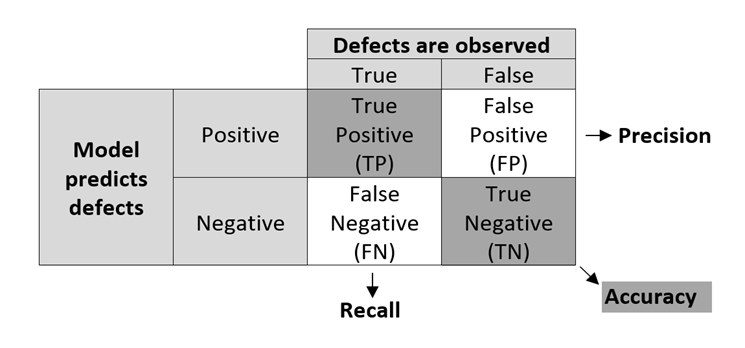 Defects are observed
True False
True
Positive
(TP)
False
Positive
(FP)
Positive
Precision
Model
predicts
defects
False
Negative
(FN)
True
Negative
(TN)
Negative
Recall
Accuracy